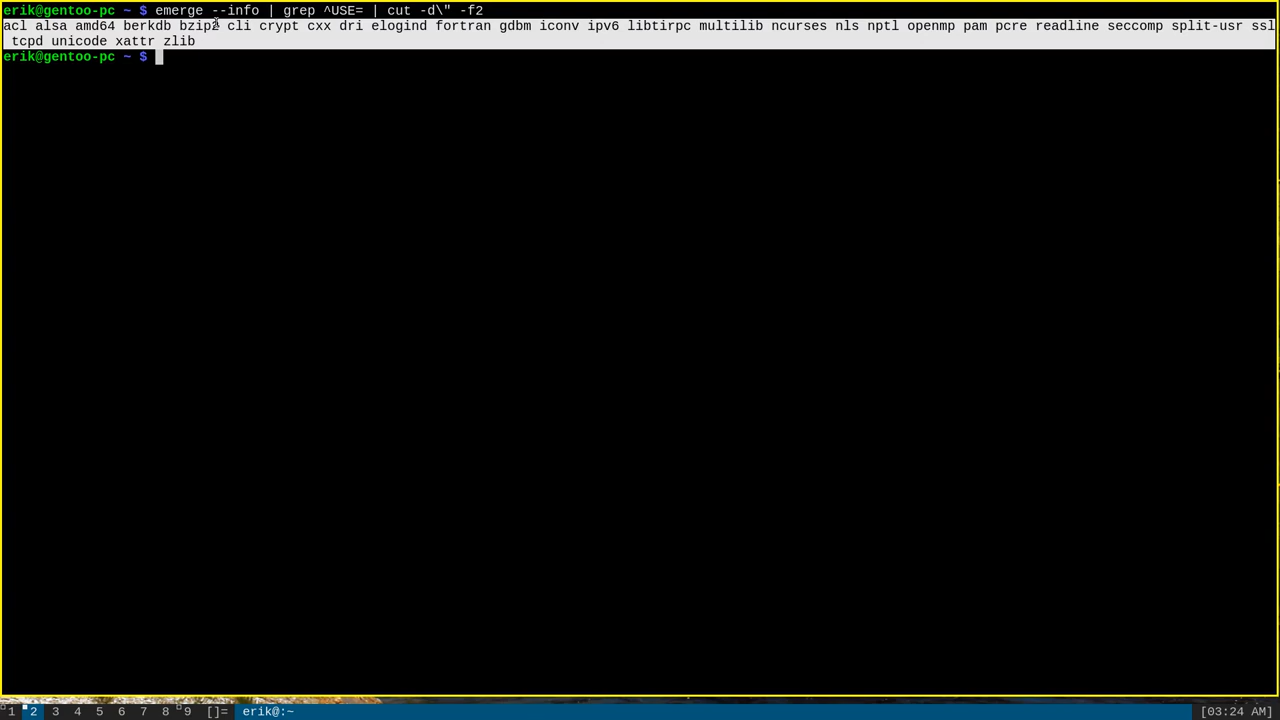 erik@gentoo-pc ~ $ emerge --info | grep ^USE= | cut -d\" -f2
acl alsa amd64 berkdb bzip2 cli crypt cxx dri elogind fortran gdbm iconv ipv6 libtirpc multilib ncurses nls nptl openmp pam pcre readline seccomp split-usr ssl
tcpd unicode xattr zlib
erik@gentoo-pc ~ $
1 2 3 4 5 6 7 8 9 []= erik@:~ [03:24 AM]